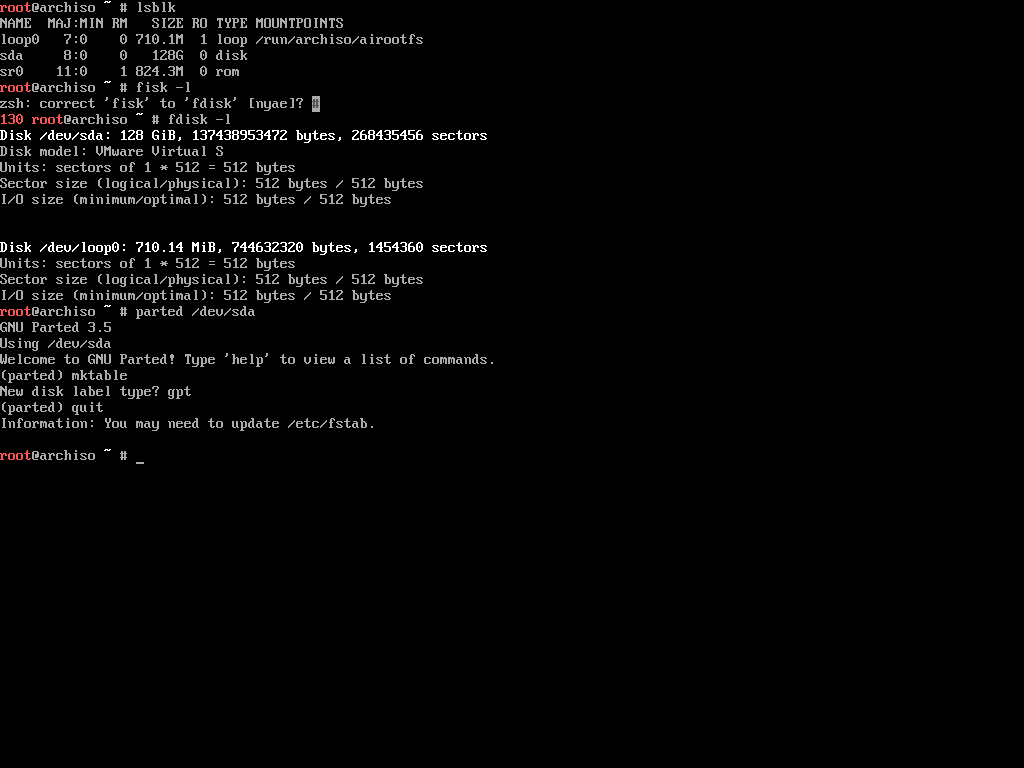 root@archiso ~ # lsblk
NAME  MAJ:MIN RM   SIZE RO TYPE MOUNTPOINTS
loop0   7:0    0 710.1M  1 loop /run/archiso/airootfs
sda     8:0    0   128G  0 disk
sr0    11:0    1 824.3M  0 rom
root@archiso ~ # fisk -l
zsh: correct 'fisk' to 'fdisk' [nyae]? #
130 root@archiso ~ # fdisk -l
Disk /dev/sda: 128 GiB, 137438953472 bytes, 268435456 sectors
Disk model: VMware Virtual S
Units: sectors of 1 * 512 = 512 bytes
Sector size (logical/physical): 512 bytes / 512 bytes
I/O size (minimum/optimal): 512 bytes / 512 bytes
Disk /dev/loop0: 710.14 MiB, 744632320 bytes, 1454360 sectors
Units: sectors of 1 * 512 = 512 bytes
Sector size (logical/physical): 512 bytes / 512 bytes
I/O size (minimum/optimal): 512 bytes / 512 bytes
root@archiso ~ # parted /dev/sda
GNU Parted 3.5
Using /dev/sda
Welcome to GNU Parted! Type 'help' to view a list of commands.
(parted) mktable
New disk label type? gpt
(parted) quit
Information: You may need to update /etc/fstab.
root@archiso ~ # _